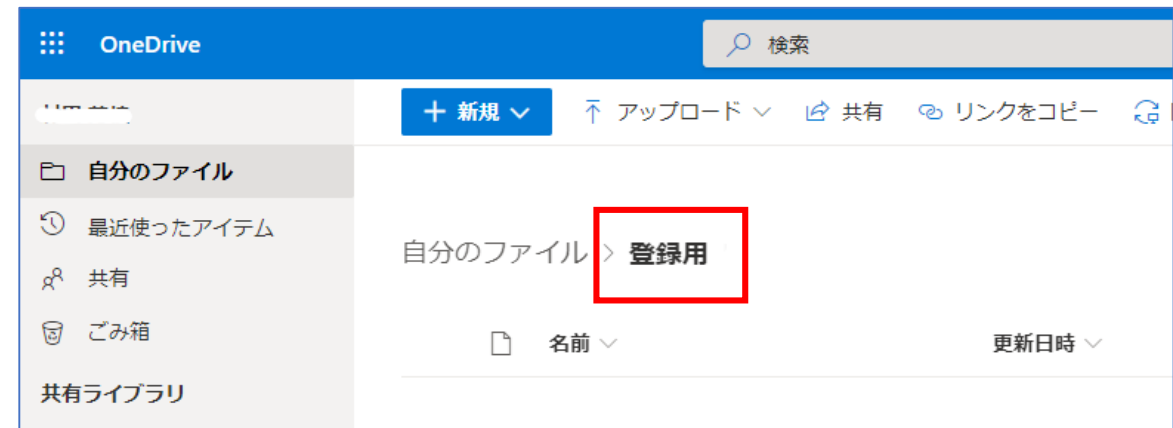 OneDrive
検索
新規
アップロード
共有
リンクをコピー
自分のファイル
最近使ったアイテム
共有
ごみ箱
共有ライブラリ
自分のファイル > 登録用
名前
更新日時